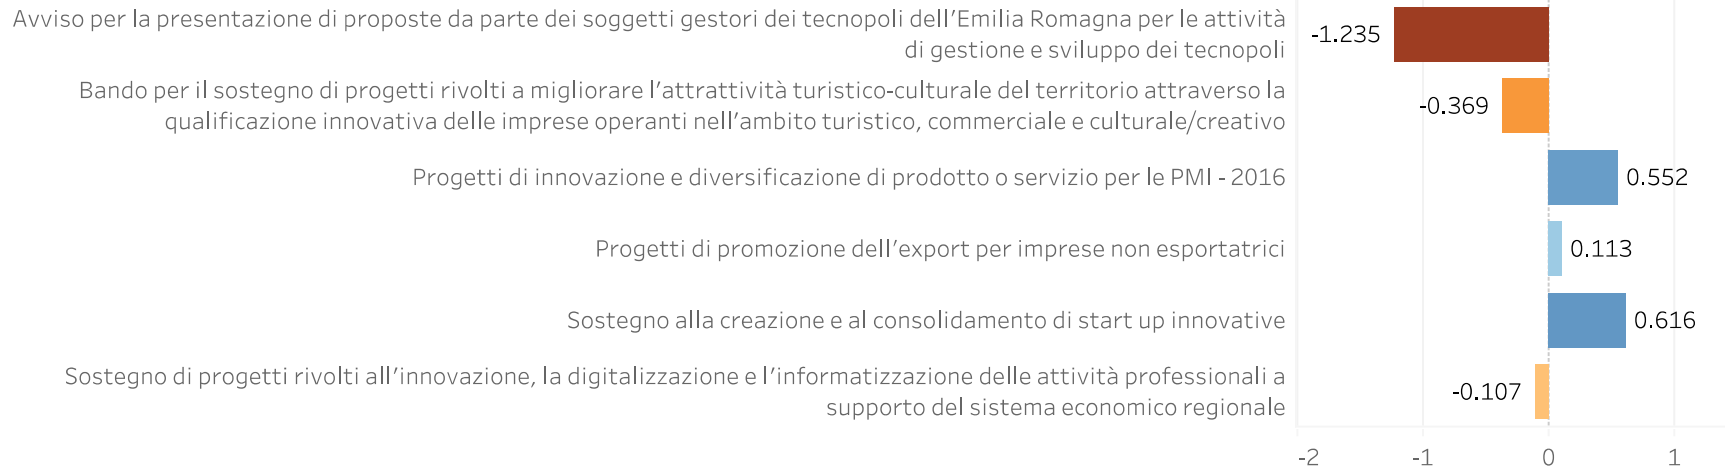 Avviso per la presentazione di proposte da parte dei soggetti gestori dei tecnopoli dell'Emilia Romagna per le attività
di gestione e sviluppo dei tecnopoli
-1.235
Bando per il sostegno di progetti rivolti a migliorare l'attrattività turistico-culturale del territorio attraverso la
qualificazione innovativa delle imprese operanti nell'ambito turistico, commerciale e culturale/creativo
-0.369
Progetti di innovazione e diversificazione di prodotto o servizio per le PMI - 2016
0.552
Progetti di promozione dell'export per imprese non esportatrici
0.113
Sostegno alla creazione e al consolidamento di start up innovative
0.616
Sostegno di progetti rivolti all'innovazione, la digitalizzazione e l'informatizzazione delle attività professionali a
supporto del sistema economico regionale
-0.107
-2 -1 0 1